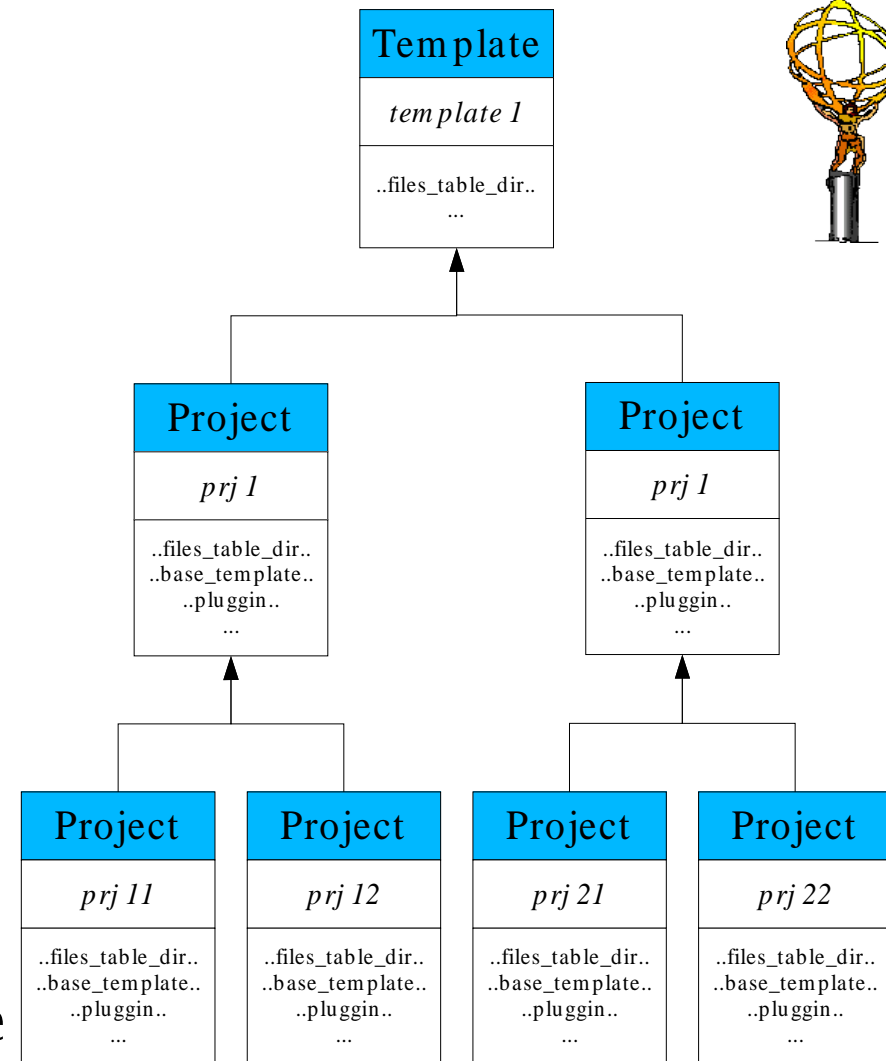 Template
template 1
..files_table_dir..
...
Project
prj 1
..files_table_dir..
..base_template..
..pluggin..
...
Project
prj 1
..files_table_dir..
..base_template..
..pluggin..
...
Project
prj 11
..files_table_dir..
..base_template..
..pluggin..
...
Project
prj 12
..files_table_dir..
..base_template..
..pluggin..
...
Project
prj 21
..files_table_dir..
..base_template..
..pluggin..
...
Project
prj 22
..files_table_dir..
..base_template..
..pluggin..
...
e